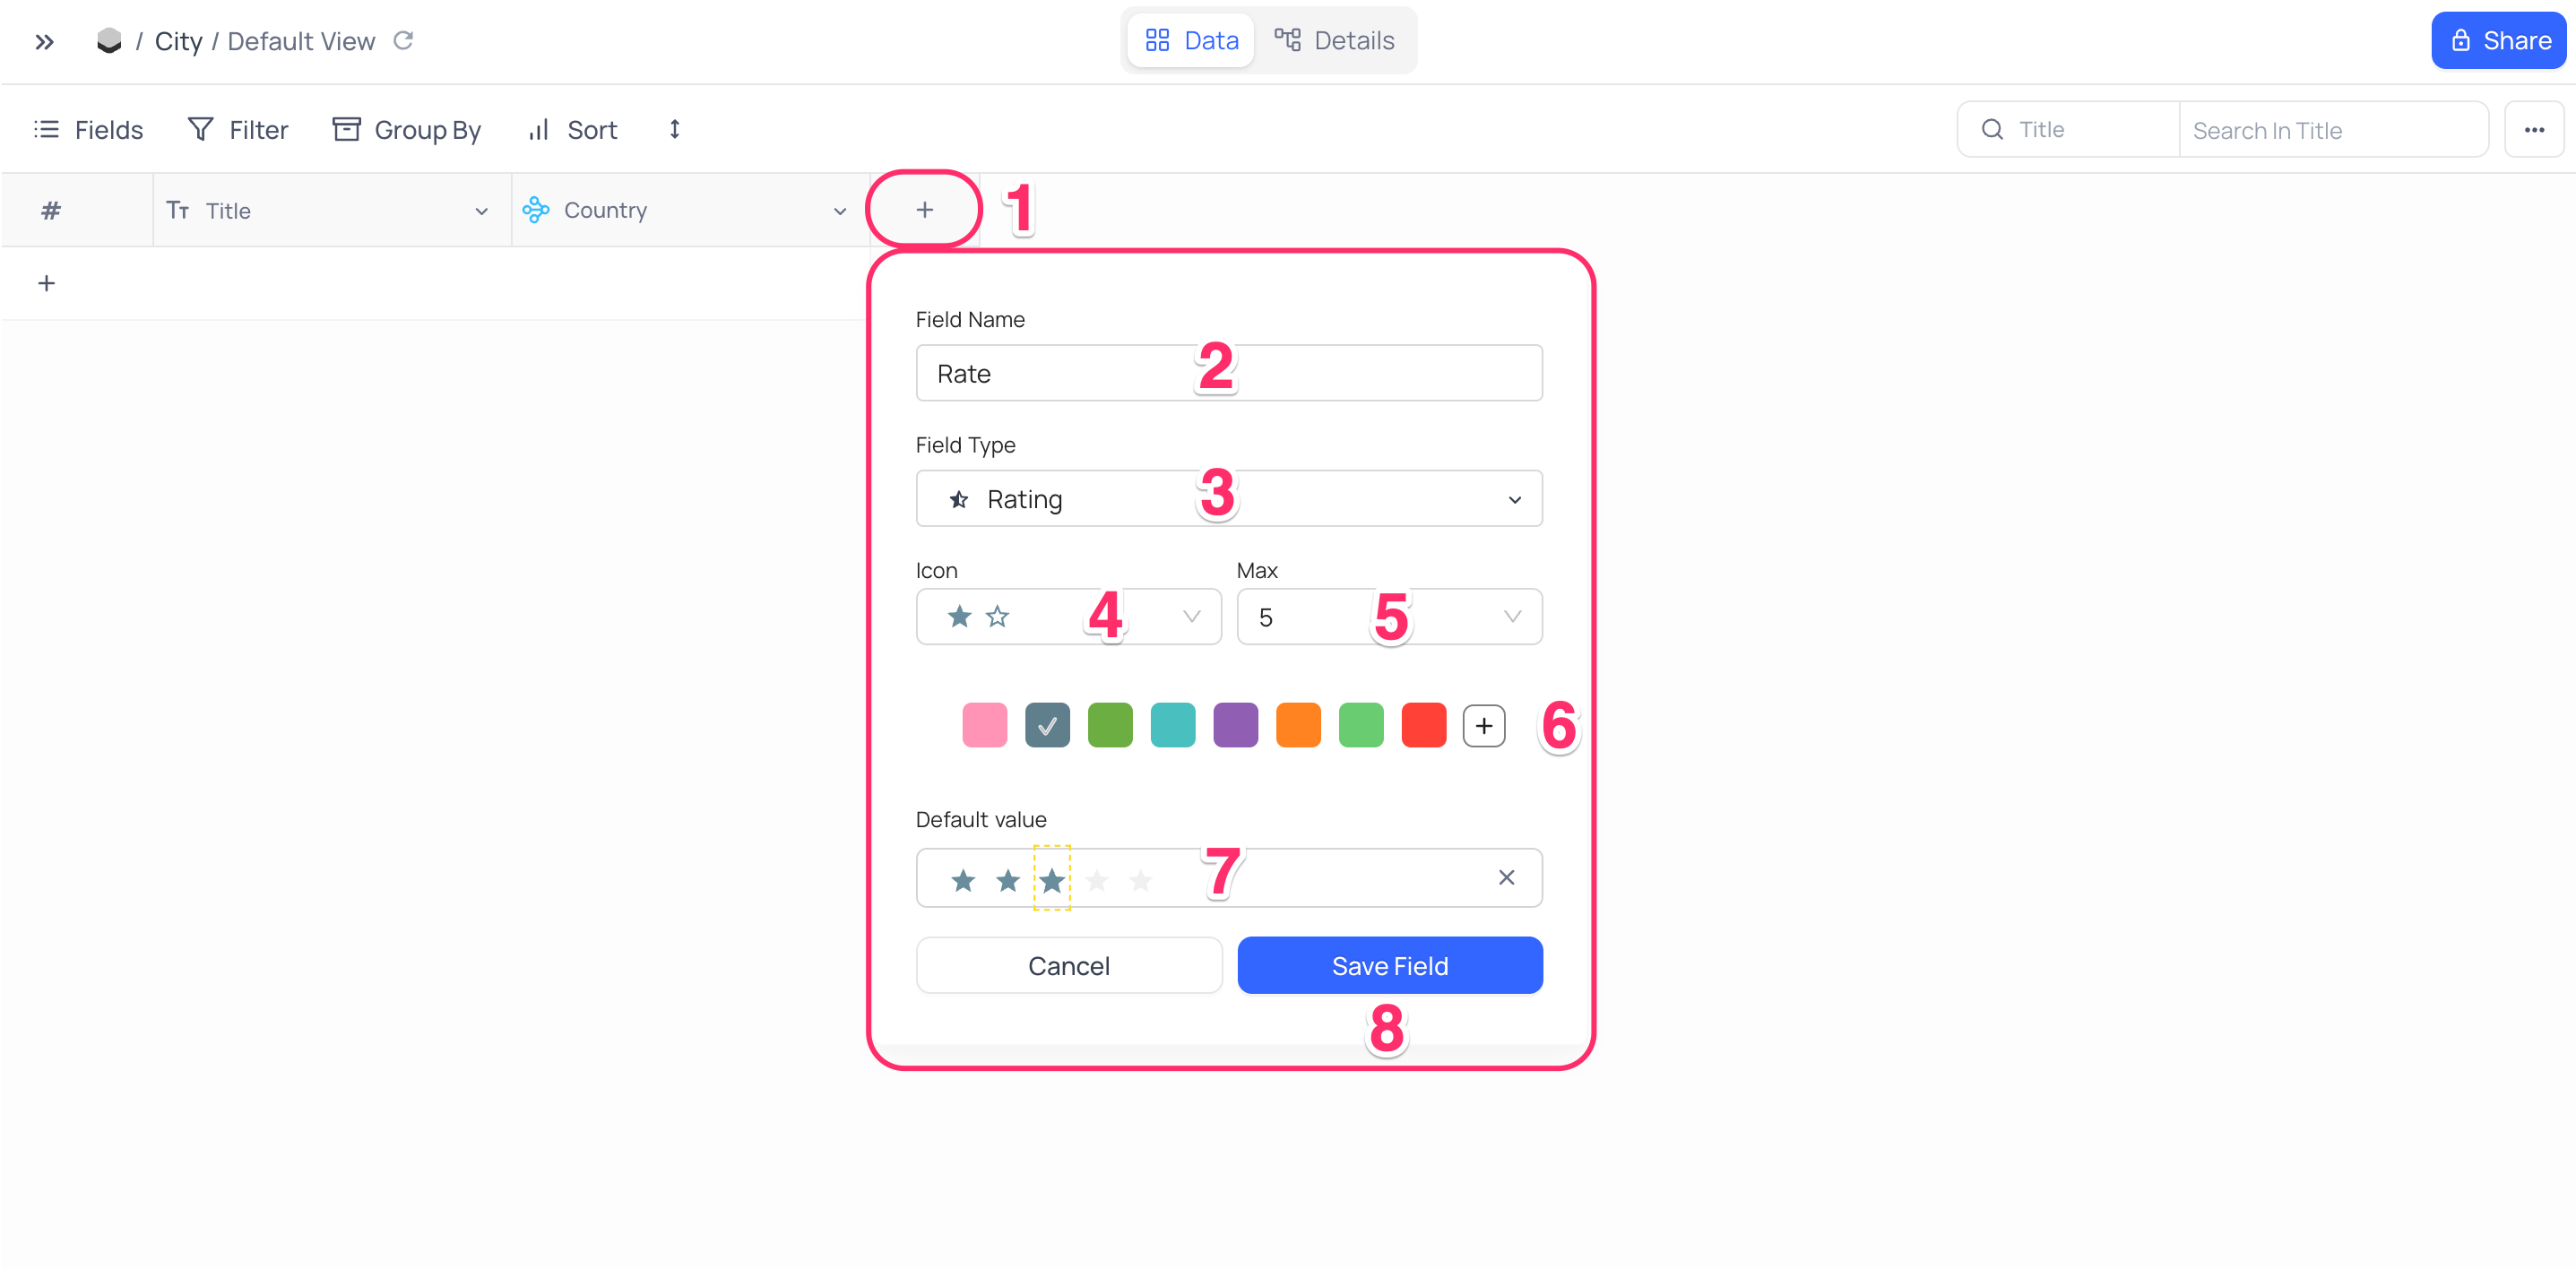 / City / Default View
Data Details
Share
Fields Filter Group By Sort
Title Search In Title
# Title Country + 1
+
Field Name
Rate 2
Field Type
Rating 3
Icon Max
4 5 5
+ 6
Default value
7
Cancel Save Field
8